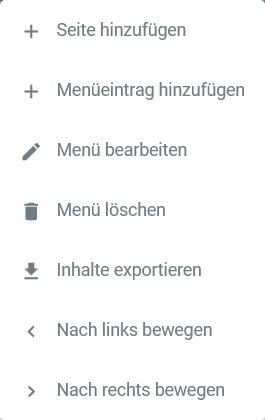 Seite hinzufügen
Menüeintrag hinzufügen
Menü bearbeiten
Menü löschen
Inhalte exportieren
Nach links bewegen
Nach rechts bewegen